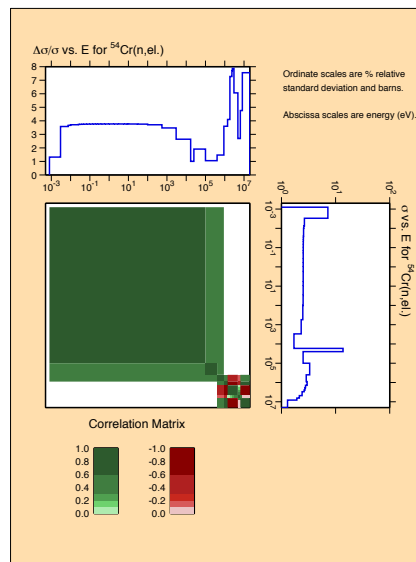 Δσ/σ vs. E for ⁵⁴Cr(n,el.)
Ordinate scales are % relative
standard deviation and barns.
Abscissa scales are energy (eV).
8
7
6
5
4
3
2
1
0
10⁻³ 10⁻¹ 10¹ 10³ 10⁵ 10⁷
10⁰ 10¹ 10²
σ vs. E for ⁵⁴Cr(n,el.)
10⁻³
10⁻¹
10¹
10³
10⁵
10⁷
Correlation Matrix
1.0 -1.0
0.8 -0.8
0.6 -0.6
0.4 -0.4
0.2 -0.2
0.0 0.0